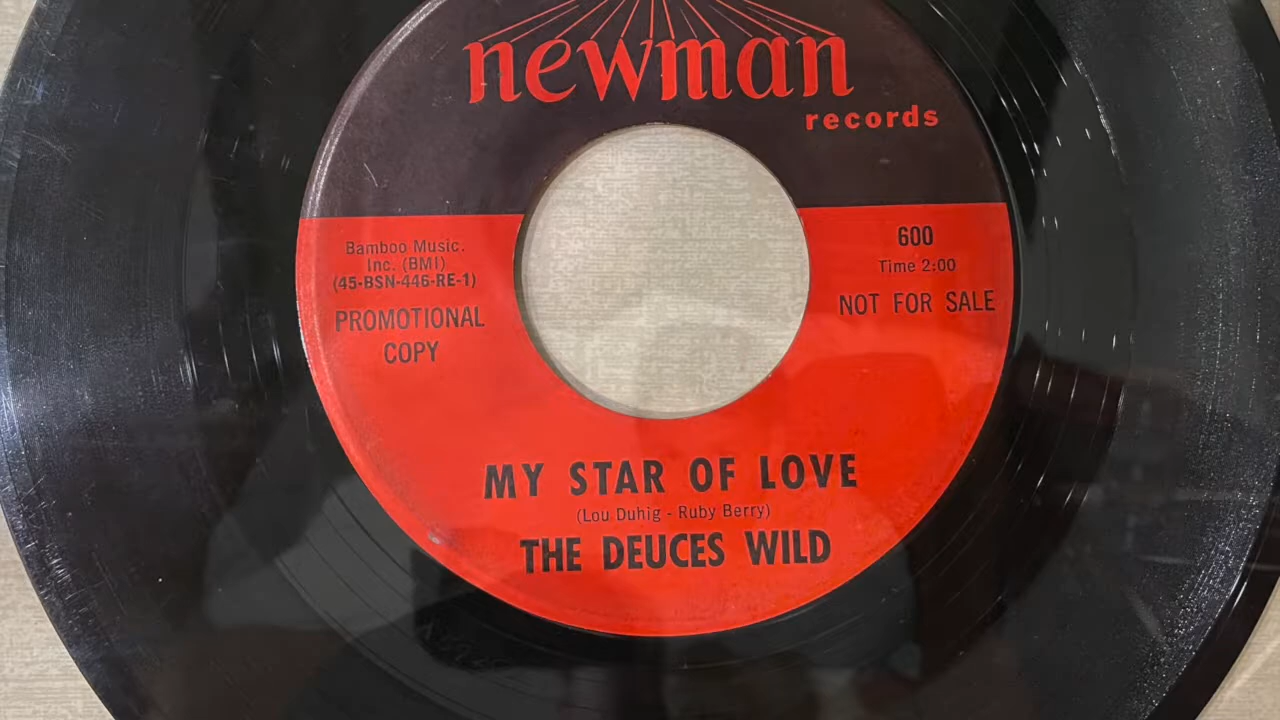 newman
records
Bamboo Music.
Inc. (BMI)
(45-BSN-446-RE-1)
PROMOTIONAL
COPY
600
Time 2:00
NOT FOR SALE
MY STAR OF LOVE
(Lou Duhig - Ruby Berry)
THE DEUCES WILD